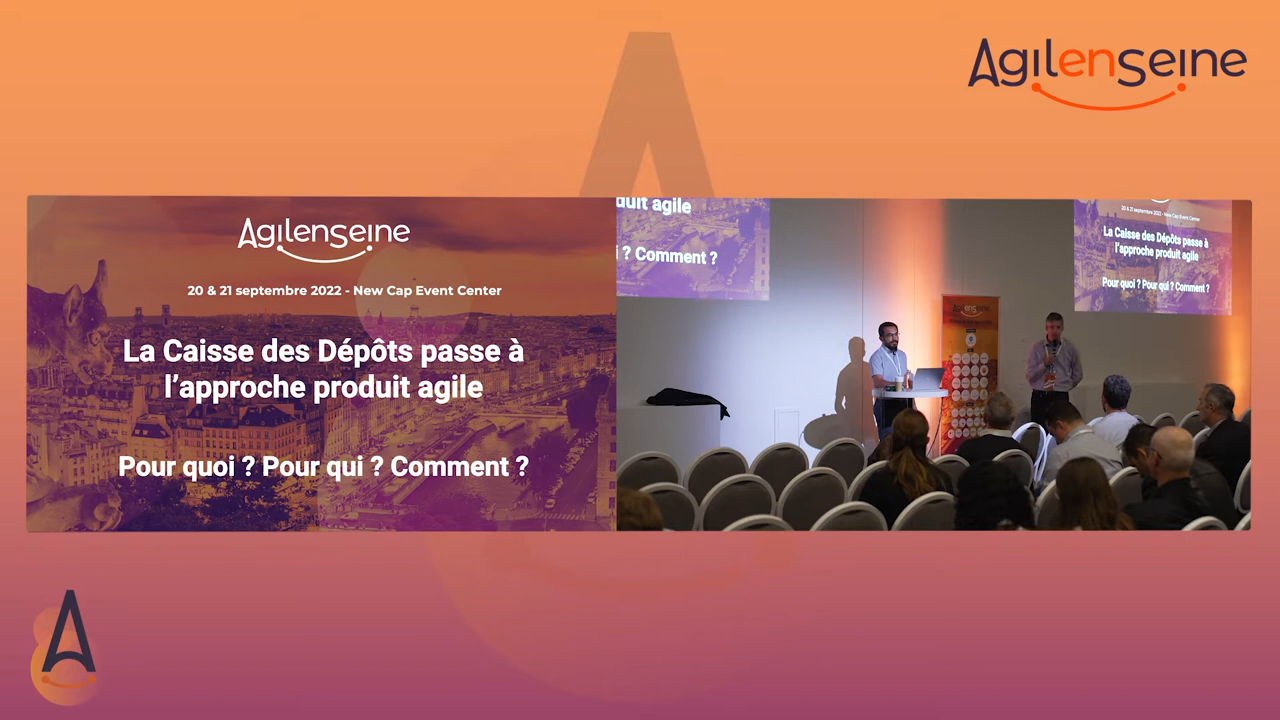 Agilenseine
Agilenseine
20 & 21 septembre 2022 - New Cap Event Center
La Caisse des Dépôts passe à
l'approche produit agile
Pour quoi ? Pour qui ? Comment ?
duit agile
? Comment ?
20 & 21 septembre 2022 - New Cap Event Center
La Caisse des Dépôts passe à
l'approche produit agile
Pour quoi ? Pour qui ? Comment ?